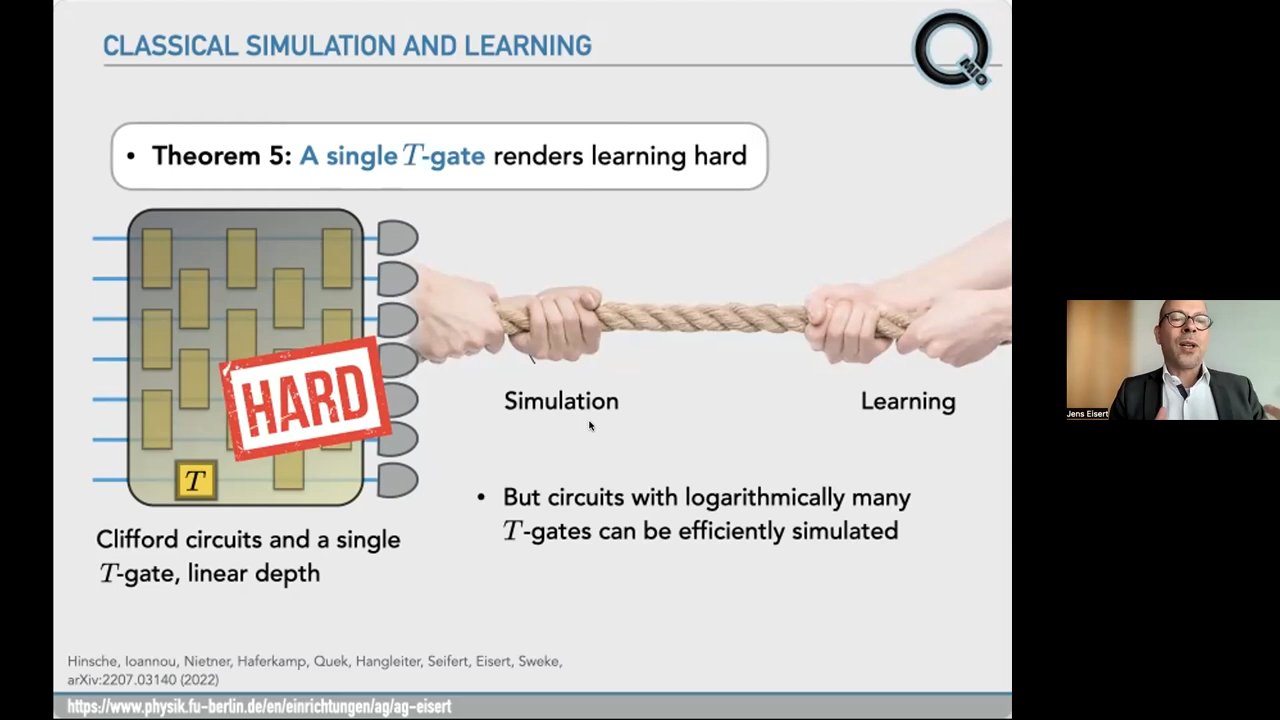 CLASSICAL SIMULATION AND LEARNING
QMIO
• Theorem 5: A single T-gate renders learning hard
HARD
T
Simulation
Learning
Jens Eisert
• But circuits with logarithmically many
T-gates can be efficiently simulated
Clifford circuits and a single
T-gate, linear depth
Hinsche, Ioannou, Nietner, Haferkamp, Quek, Hangleiter, Seifert, Eisert, Sweke,
arXiv:2207.03140 (2022)
https://www.physik.fu-berlin.de/en/einrichtungen/ag/ag-eisert